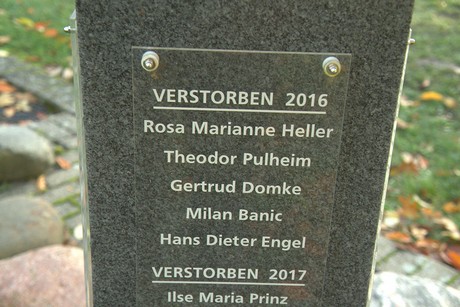 VERSTORBEN 2016
Rosa Marianne Heller
Theodor Pulheim
Gertrud Domke
Milan Banic
Hans Dieter Engel
VERSTORBEN 2017
Ilse Maria Prinz